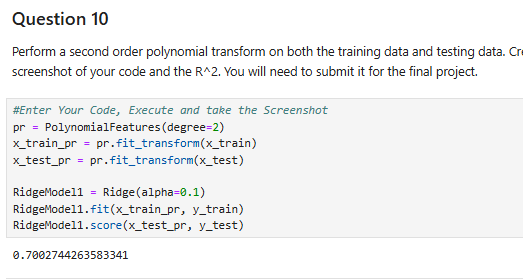 Question 10
Perform a second order polynomial transform on both the training data and testing data.
screenshot of your code and the R^2. You will need to submit it for the final project.
#Enter Your Code, Execute and take the Screenshot
pr = PolynomialFeatures(degree=2)
x_train_pr = pr.fit_transform(x_train)
x_test_pr = pr.fit_transform(x_test)
RidgeModel1 = Ridge(alpha=0.1)
RidgeModel1.fit(x_train_pr, y_train)
RidgeModel1.score(x_test_pr, y_test)
0.7002744263583341